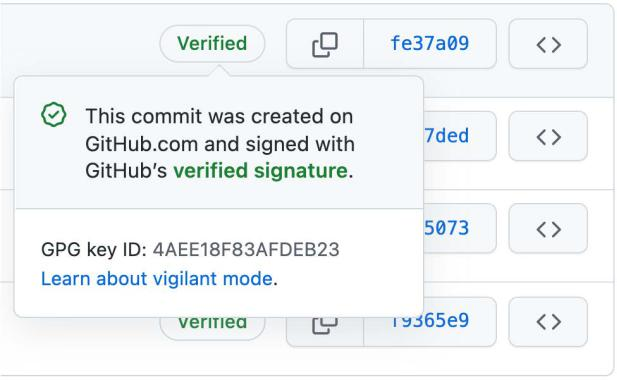 Verified
fe37a09
<>
This commit was created on
GitHub.com and signed with
GitHub’s verified signature.
7ded
<>
5073
<>
GPG key ID: 4AEE18F83AFDEB23
Learn about vigilant mode.
Verified
f9365e9
<>